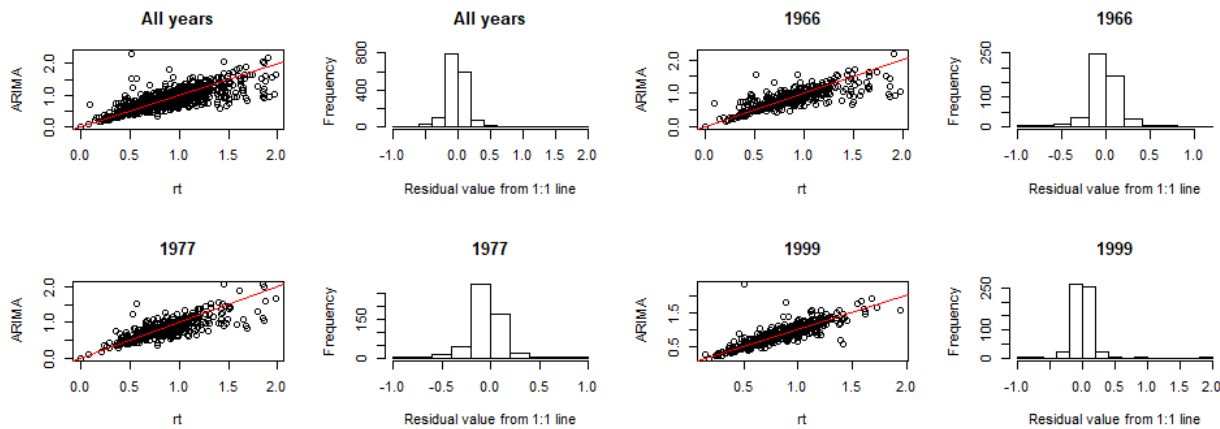 All years
ARIMA
0.0 1.0 2.0
0.0 0.5 1.0 1.5 2.0
rt
All years
Frequency
0 400 800
-1.0 0.0 1.0 2.0
Residual value from 1:1 line
1966
ARIMA
0.0 1.0 2.0
0.0 0.5 1.0 1.5 2.0
rt
1966
Frequency
0 100 250
-1.0 -0.5 0.0 0.5 1.0
Residual value from 1:1 line
1977
ARIMA
0.0 1.0 2.0
0.0 0.5 1.0 1.5 2.0
rt
1977
Frequency
0 150
-1.0 -0.5 0.0 0.5 1.0
Residual value from 1:1 line
1999
ARIMA
0.5 1.5
0.5 1.0 1.5 2.0
rt
1999
Frequency
0 100 250
-1.0 0.0 1.0 2.0
Residual value from 1:1 line